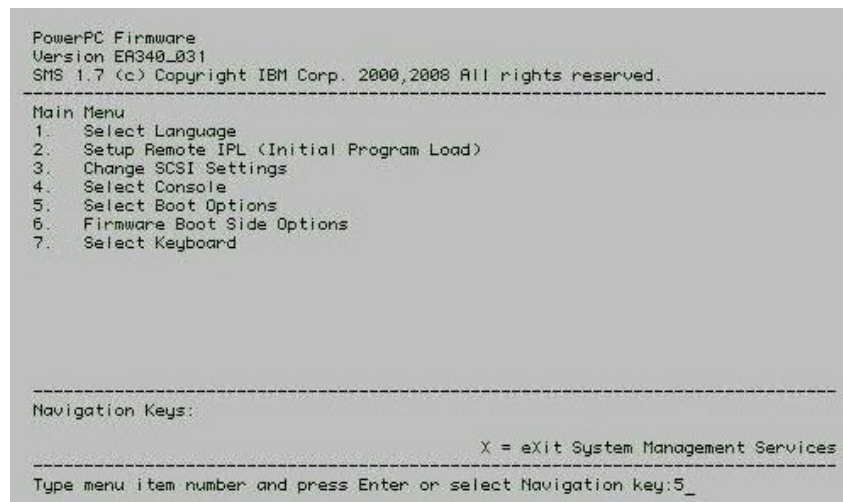 PowerPC Firmware
Version EA340_031
SMS 1.7 (c) Copyright IBM Corp. 2000,2008 All rights reserved.
-------------------------------------------------------------------------------
Main Menu
1. Select Language
2. Setup Remote IPL (Initial Program Load)
3. Change SCSI Settings
4. Select Console
5. Select Boot Options
6. Firmware Boot Side Options
7. Select Keyboard
-------------------------------------------------------------------------------
Navigation Keys:
X = eXit System Management Services
-------------------------------------------------------------------------------
Type menu item number and press Enter or select Navigation key:5_